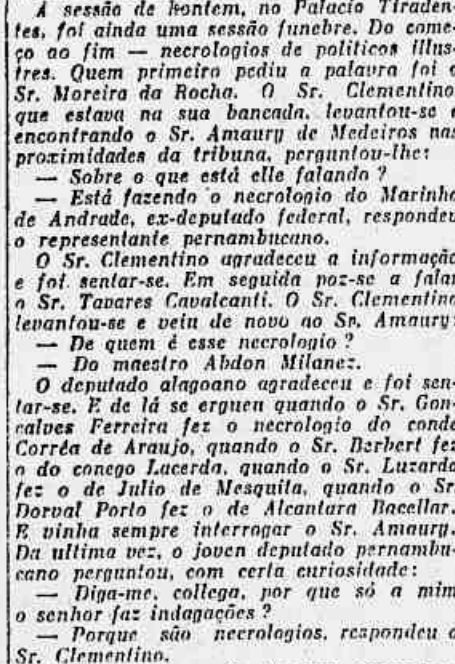 A sessão de hontem, no Palacio Tiraden-
tes, foi ainda uma sessão funebre. Do come-
ço ao fim — necrologios de politicos illus-
tres. Quem primeiro pediu a palavra foi o
Sr. Moreira da Rocha. O Sr. Clementino,
que estava na sua bancada, levantou-se e
encontrando o Sr. Amaury de Medeiros nas
proximidades da tribuna, perguntou-lhe:
— Sobre o que está elle falando ?
— Está fazendo o necrologio do Marinho
de Andrade, ex-deputado federal, respondeu
o representante pernambucano.
O Sr. Clementino agradeceu a informação
e foi sentar-se. Em seguida poz-se a falar
o Sr. Tavares Cavalcanti. O Sr. Clementino
levantou-se e veiu de novo ao Sr. Amaury:
— De quem é esse necrologio ?
— Do maestro Abdon Milanez.
O deputado alagoano agradeceu e foi sen-
tar-se. E de lá se ergueu quando o Sr. Gon-
calves Ferreira fez o necrologio do conde
Corrêa de Araujo, quando o Sr. Berbert fez
o do conego Lacerda, quando o Sr. Luzardo
fez o de Julio de Mesquita, quando o Sr.
Dorval Porto fez o de Alcantara Bacellar.
E vinha sempre interrogar o Sr. Amaury.
Da ultima vez, o joven deputado pernambu-
cano perguntou, com certa curiosidade:
— Diga-me, collega, por que só a mim
o senhor faz indagações ?
— Porque são necrologios, respondeu o
Sr. Clementino.